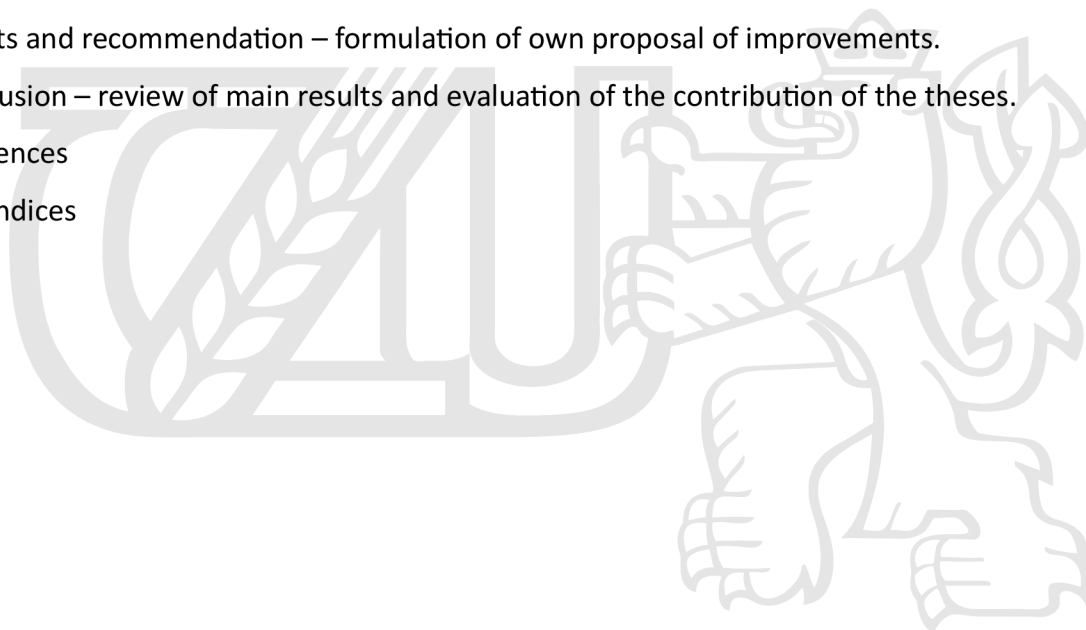 ts and recommendation – formulation of own proposal of improvements.
usion – review of main results and evaluation of the contribution of the theses.
ences
ndices